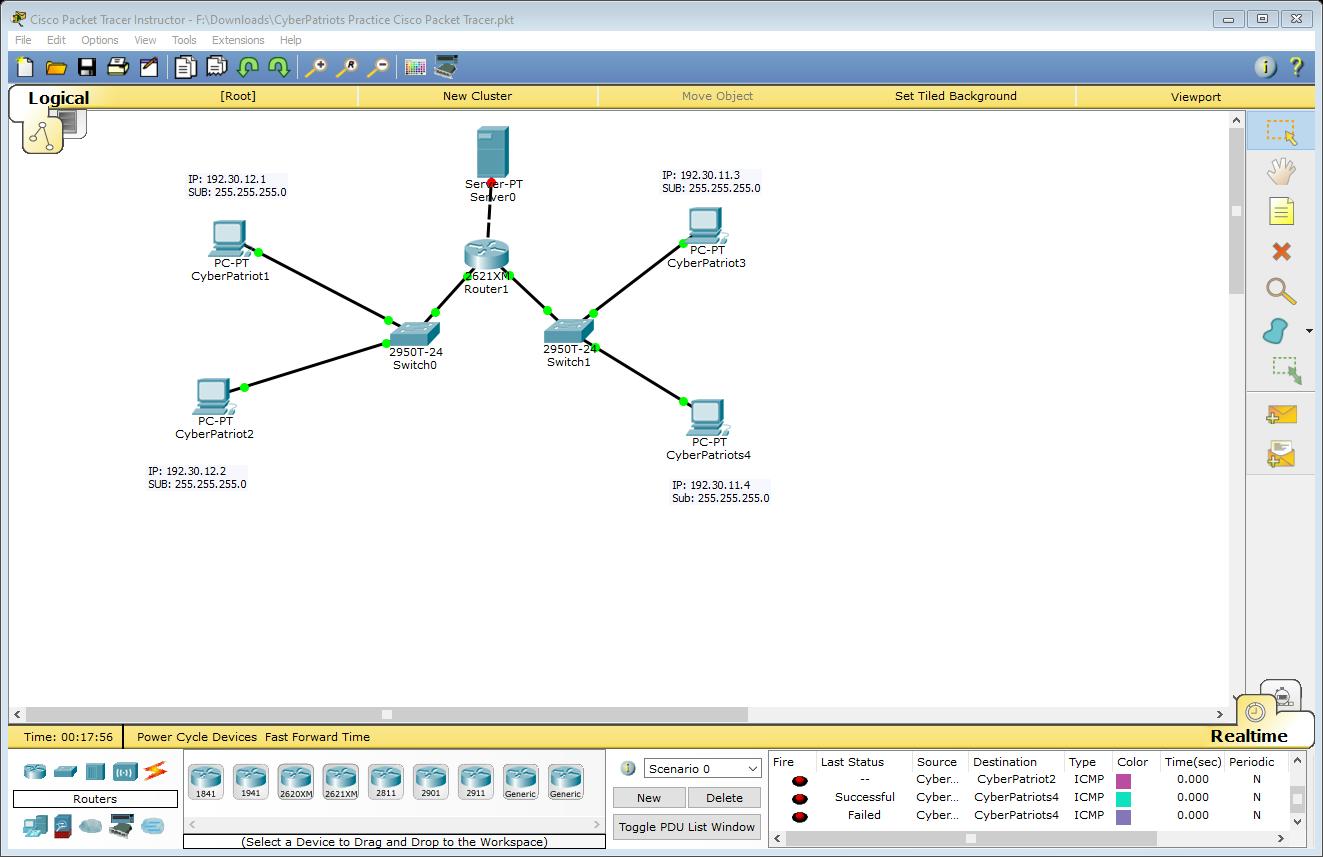 Cisco Packet Tracer Instructor - F:\Downloads\CyberPatriots Practice Cisco Packet Tracer.pkt
File Edit Options View Tools Extensions Help
Logical [Root] New Cluster Move Object Set Tiled Background Viewport
Server-PT
Server0
IP: 192.30.12.1
SUB: 255.255.255.0
IP: 192.30.11.3
SUB: 255.255.255.0
PC-PT
CyberPatriot1
PC-PT
CyberPatriot3
2621XM
Router1
2950T-24
Switch0
2950T-24
Switch1
PC-PT
CyberPatriot2
PC-PT
CyberPatriots4
IP: 192.30.12.2
SUB: 255.255.255.0
IP: 192.30.11.4
Sub: 255.255.255.0
Time: 00:17:56 Power Cycle Devices Fast Forward Time Realtime
Routers
1841 1941 2620XM 2621XM 2811 2901 2911 Generic Generic
(Select a Device to Drag and Drop to the Workspace)
Scenario 0
New Delete
Toggle PDU List Window
Fire Last Status Source Destination Type Color Time(sec) Periodic
-- Cyber... CyberPatriot2 ICMP 0.000 N
Successful Cyber... CyberPatriots4 ICMP 0.000 N
Failed Cyber... CyberPatriots4 ICMP 0.000 N